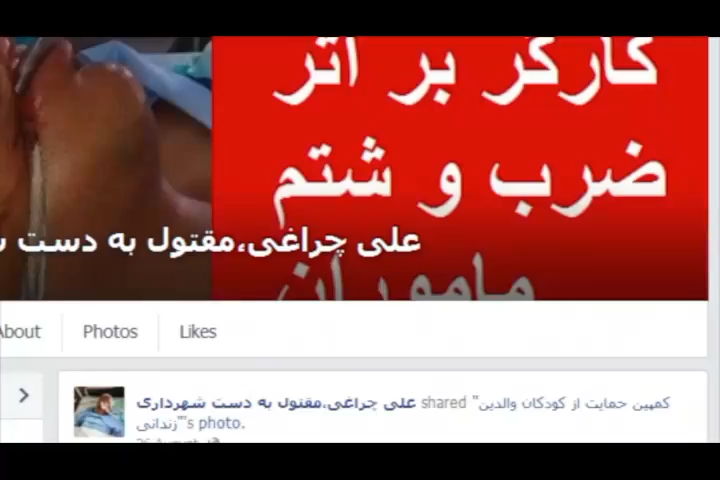 کارگر بر اثر
ضرب و شتم
علی چراغی،مقتول به دست
ماموران
About
Photos
Likes
علی چراغی،مقتول به دست شهرداری shared "کمپین حمایت از کودکان والدین
زندانی"'s photo.